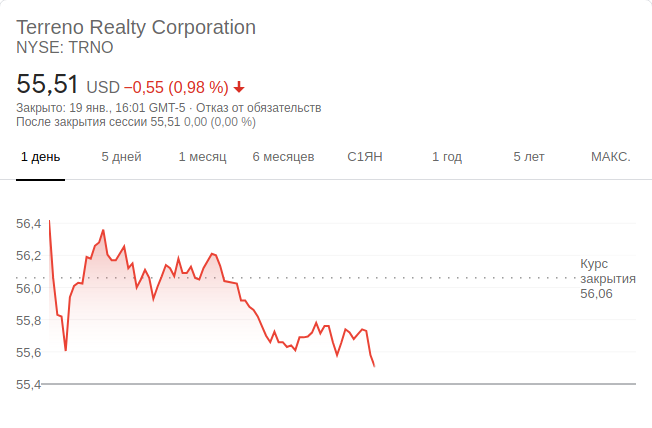 Terreno Realty Corporation
NYSE: TRNO
55,51 USD −0,55 (0,98 %)
Закрыто: 19 янв., 16:01 GMT-5 · Отказ от обязательств
После закрытия сессии 55,51 0,00 (0,00 %)
1 день 5 дней 1 месяц 6 месяцев С1ЯН 1 год 5 лет МАКС.
56,4
56,2
56,0
55,8
55,6
55,4
Курс
закрытия
56,06